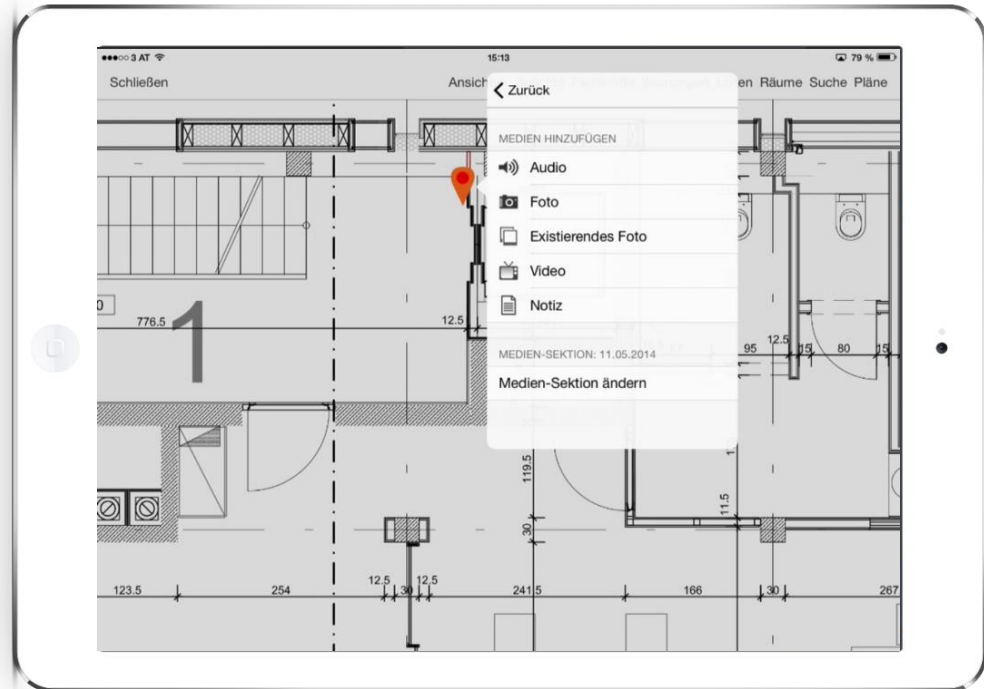 3 AT 15:13 79 %
Schließen Räume Suche Pläne
Zurück
MEDIEN HINZUFÜGEN
Audio
Foto
Existierendes Foto
Video
Notiz
MEDIEN-SEKTION: 11.05.2014
Medien-Sektion ändern
1
776.5 12.5
95 12.5 15 80 15
119.5
11.5
30
123.5 254 12.5 30 12.5 241.5 166 30 267